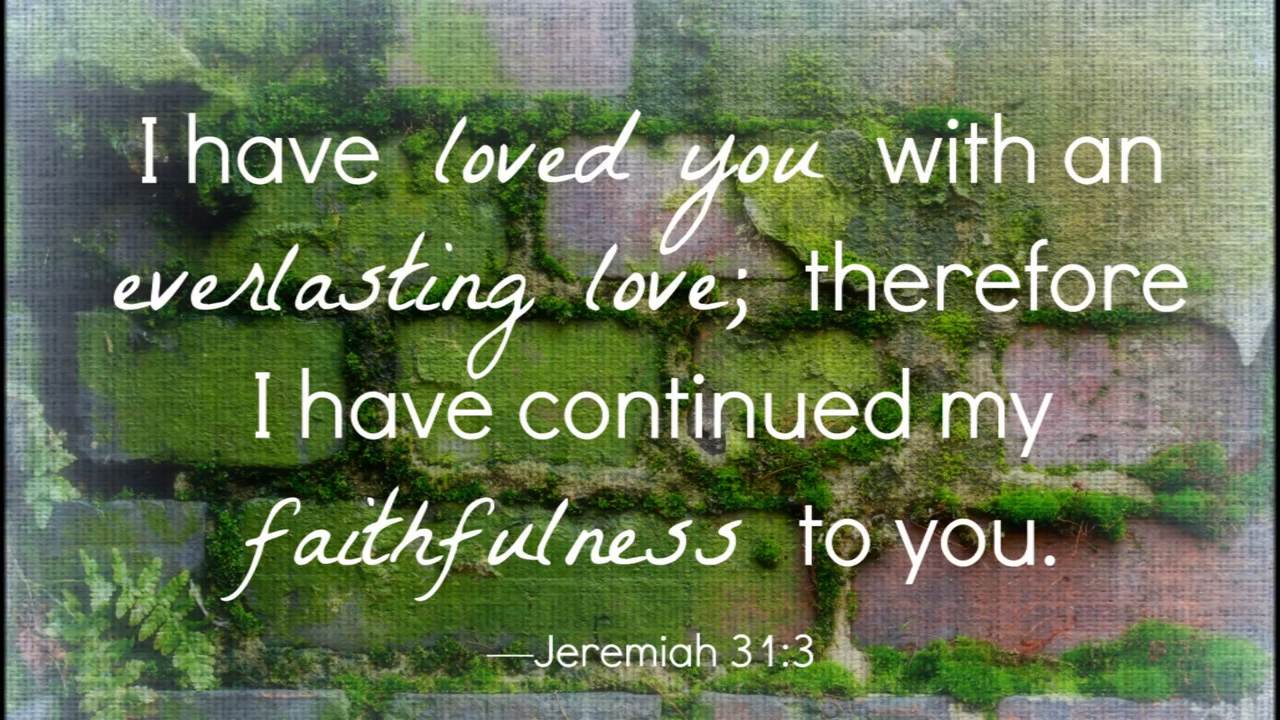 I have loved you with an
everlasting love; therefore
I have continued my
faithfulness to you.
—Jeremiah 31:3